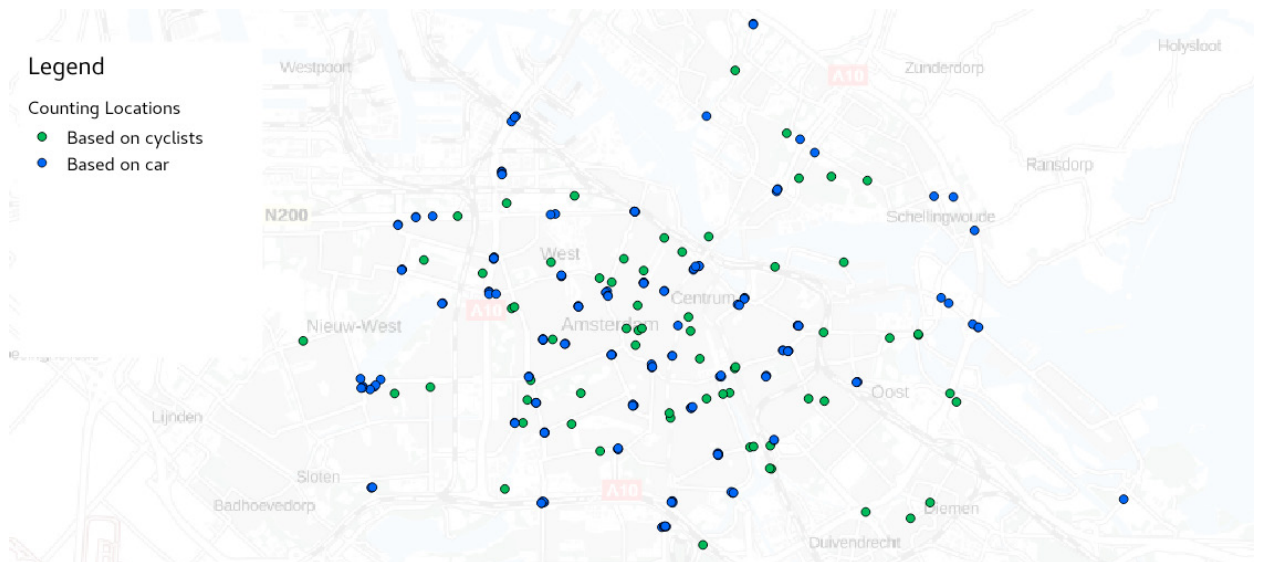 Legend
Counting Locations
Based on cyclists
Based on car
Holysloot
Westpoort
Zunderdorp
A10
Ransdorp
N200
Schellingwoude
West
Centrum
A10
Nieuw-West
Amsterdam
Oost
Lijnden
Sloten
A10
Badhoevedorp
Diemen
Duivendrecht